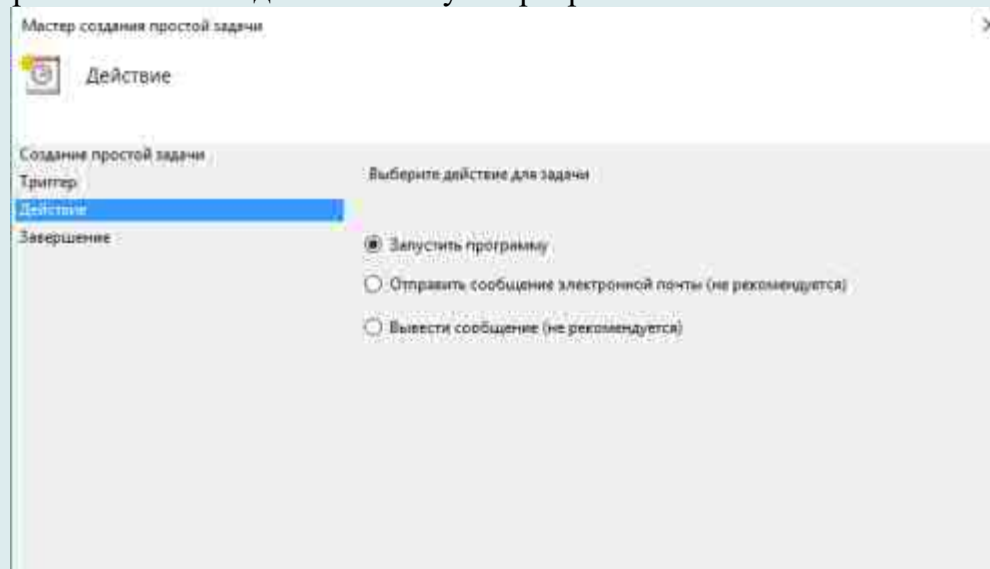 Мастер создания простой задачи
Действие
Создание простой задачи
Триггер
Действие
Завершение
Выберите действие для задачи
Запустить программу
Отправить сообщение электронной почты (не рекомендуется)
Вывести сообщение (не рекомендуется)